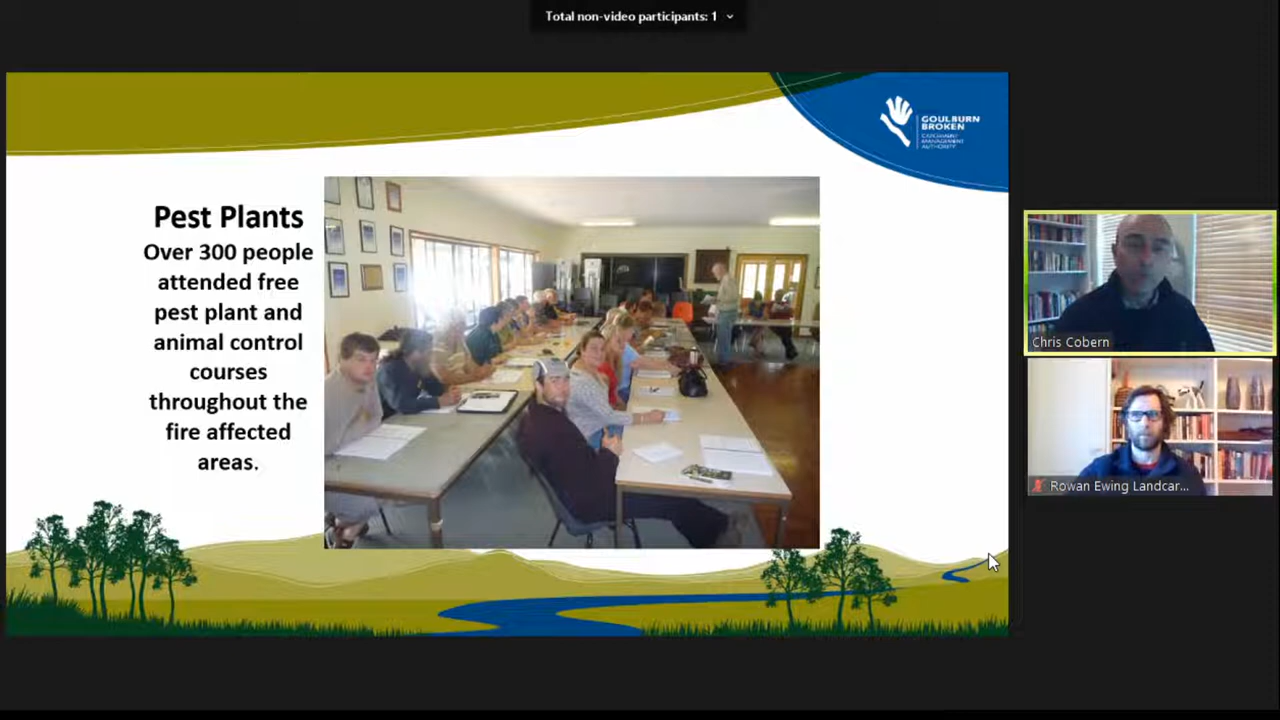 Total non-video participants: 1
GOULBURN
BROKEN
CATCHMENT
MANAGEMENT
AUTHORITY
Pest Plants
Over 300 people
attended free
pest plant and
animal control
courses
throughout the
fire affected
areas.
Chris Cobern
Rowan Ewing Landcar...